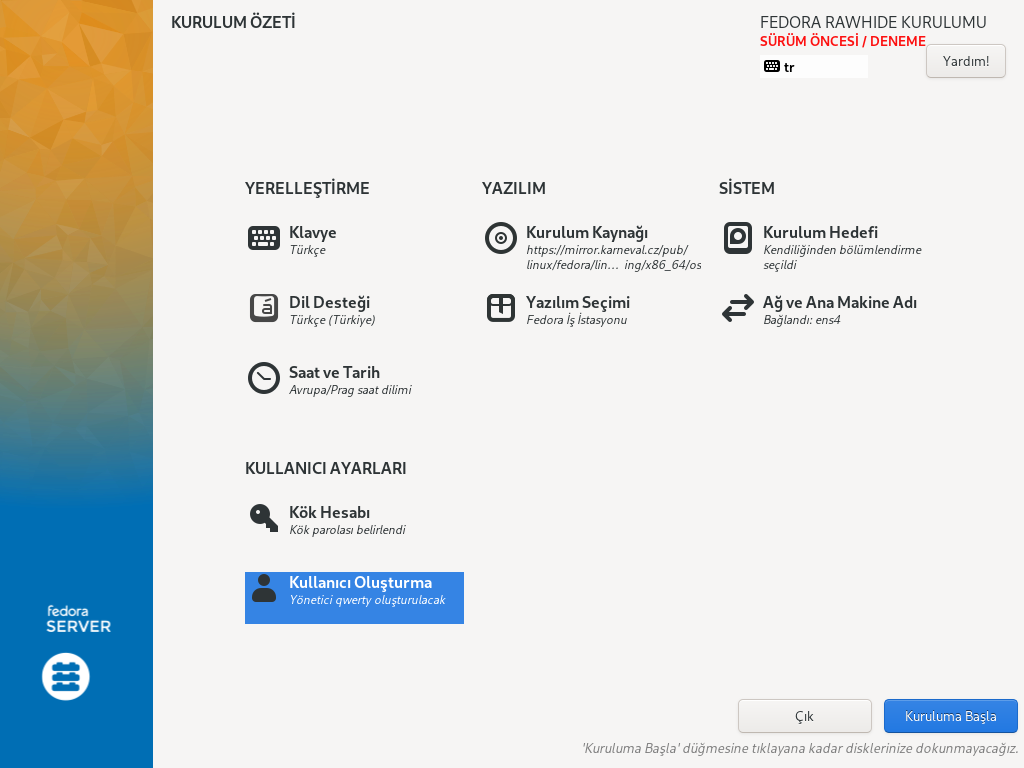 KURULUM ÖZETİ
FEDORA RAWHIDE KURULUMU
SÜRÜM ÖNCESİ / DENEME
tr
Yardım!
YERELLEŞTİRME
Klavye
Türkçe
Dil Desteği
Türkçe (Türkiye)
Saat ve Tarih
Avrupa/Prag saat dilimi
YAZILIM
Kurulum Kaynağı
https://mirror.karneval.cz/pub/
linux/fedora/lin… ing/x86_64/os
Yazılım Seçimi
Fedora İş İstasyonu
SİSTEM
Kurulum Hedefi
Kendiliğinden bölümlendirme
seçildi
Ağ ve Ana Makine Adı
Bağlandı: ens4
KULLANICI AYARLARI
Kök Hesabı
Kök parolası belirlendi
Kullanıcı Oluşturma
Yönetici qwerty oluşturulacak
fedora
SERVER
Çık
Kuruluma Başla
'Kuruluma Başla' düğmesine tıklayana kadar disklerinize dokunmayacağız.